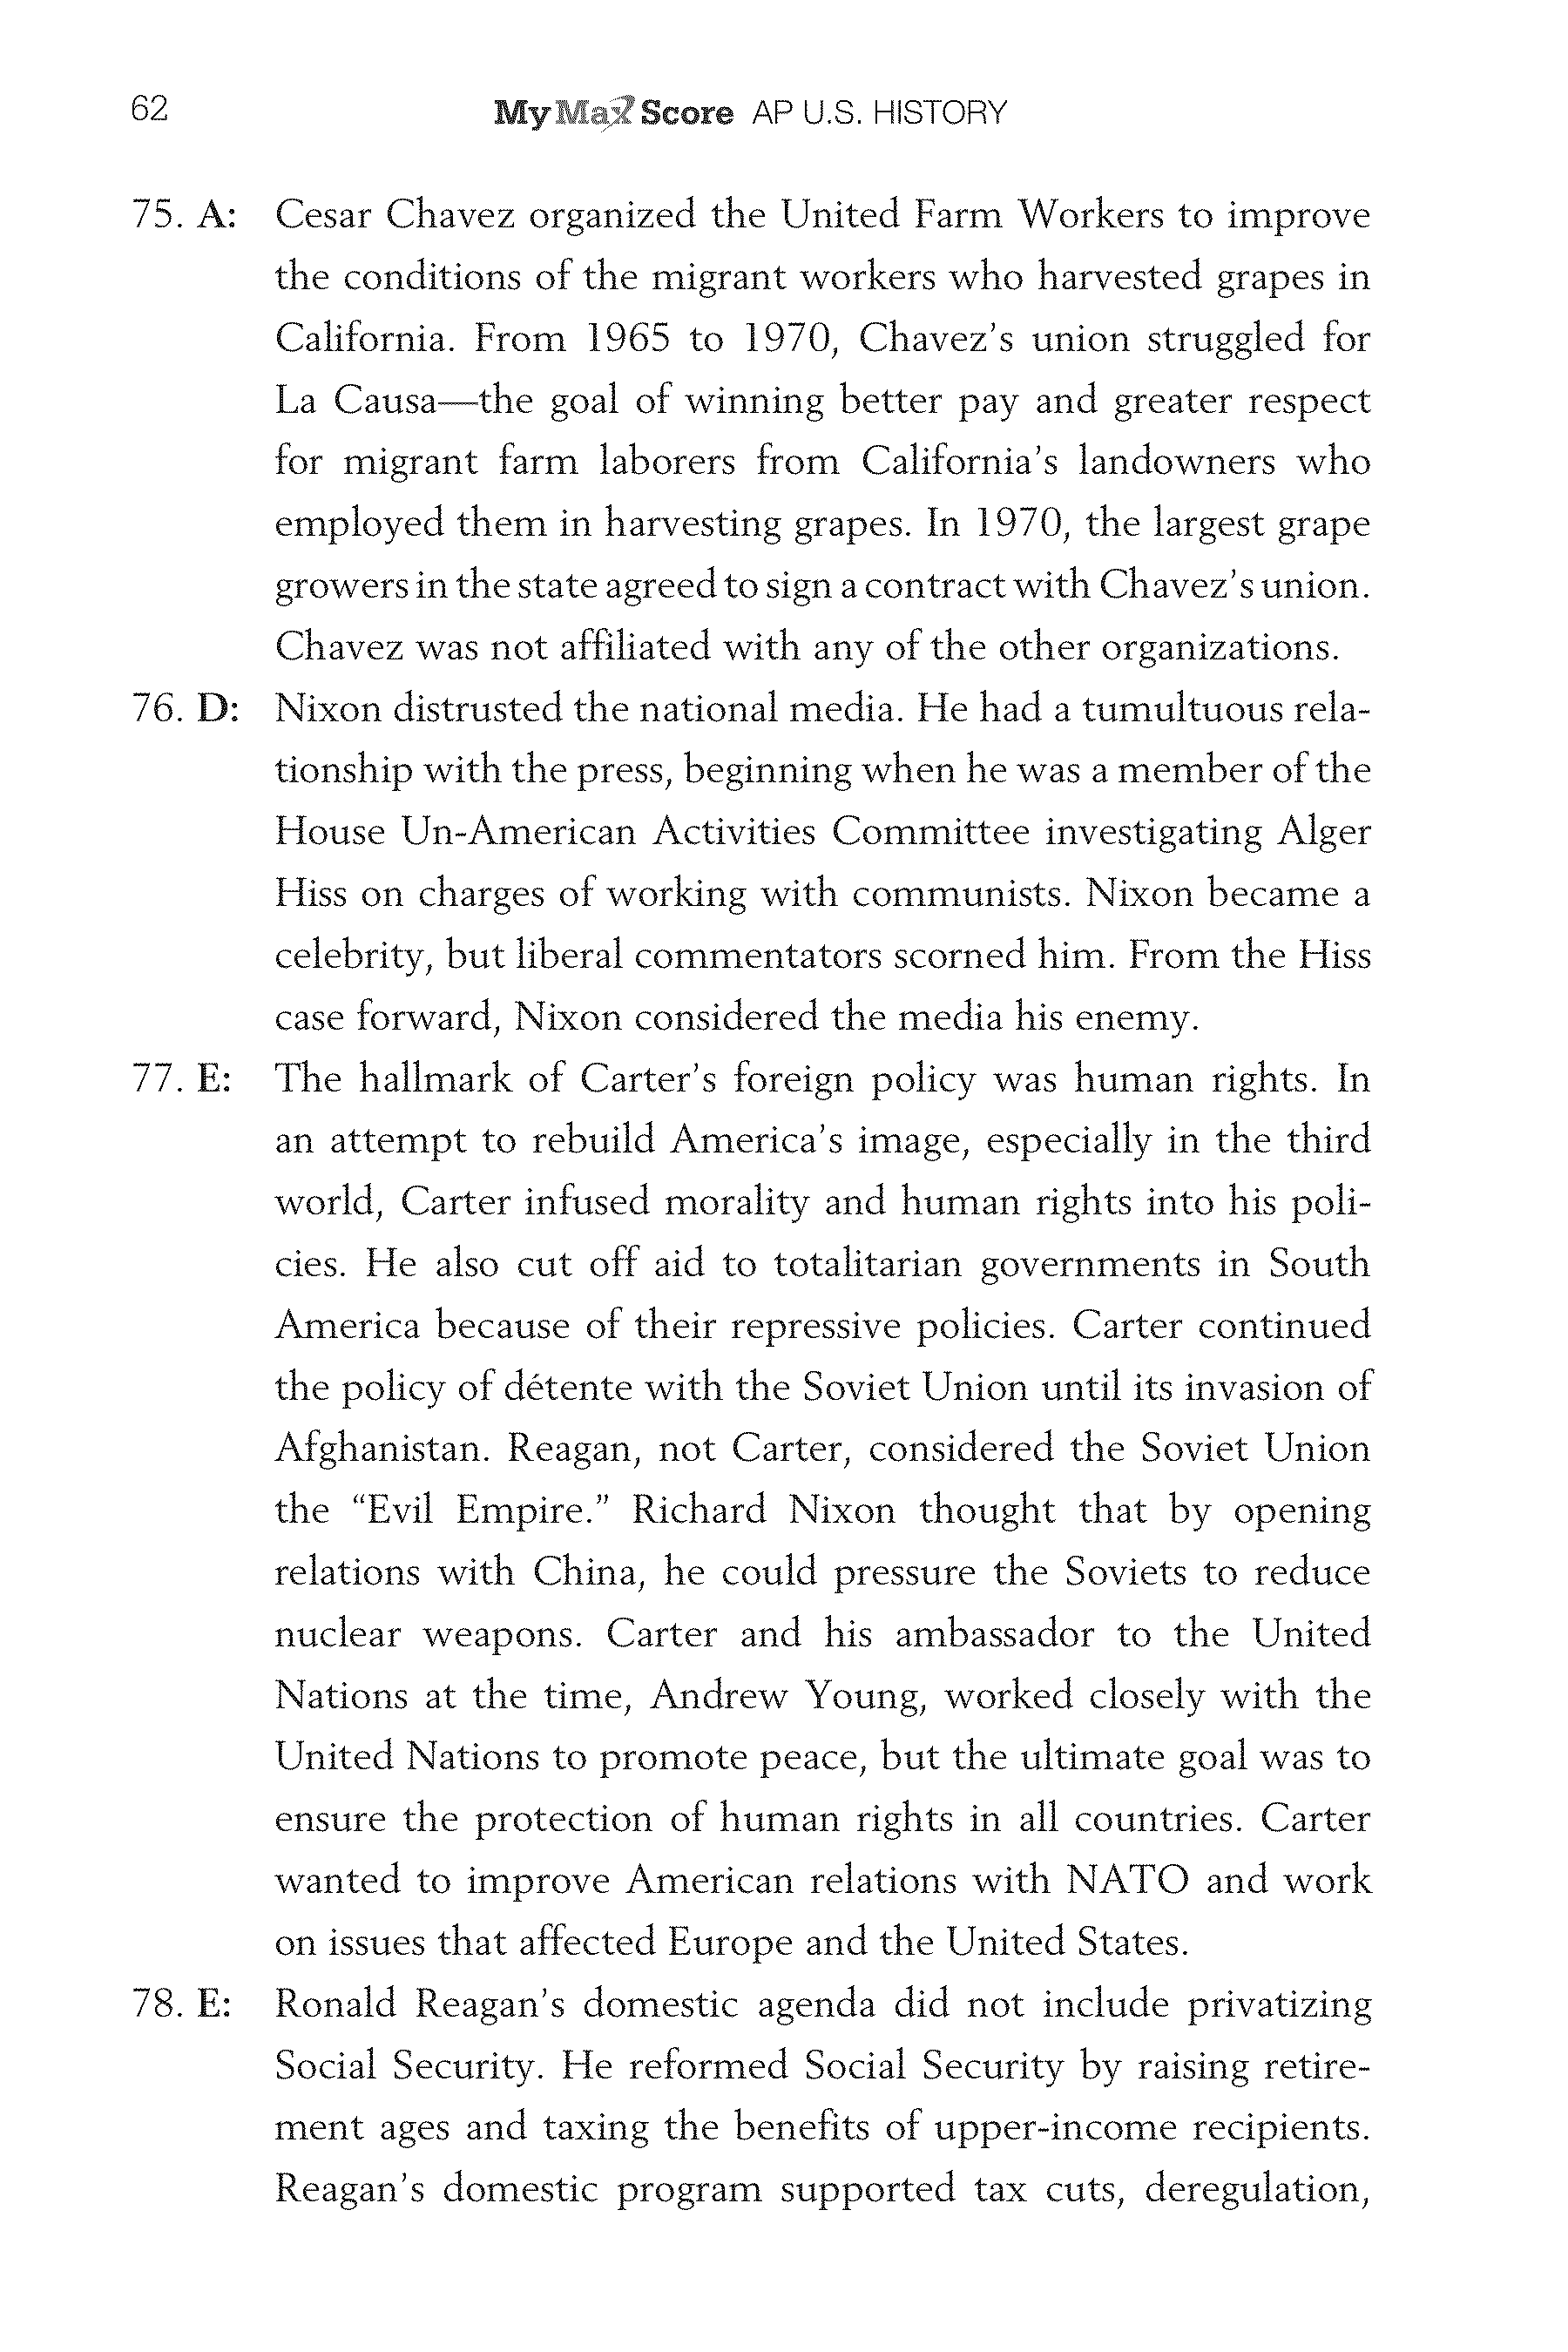 62
MyMax Score AP U.S. HISTORY
75. A: Cesar Chavez organized the United Farm Workers to improve
the conditions of the migrant workers who harvested grapes in
California. From 1965 to 1970, Chavez’s union struggled for
La Causa—the goal of winning better pay and greater respect
for migrant farm laborers from California’s landowners who
employed them in harvesting grapes. In 1970, the largest grape
growers in the state agreed to sign a contract with Chavez’s union.
Chavez was not affiliated with any of the other organizations.
76. D: Nixon distrusted the national media. He had a tumultuous rela-
tionship with the press, beginning when he was a member of the
House Un-American Activities Committee investigating Alger
Hiss on charges of working with communists. Nixon became a
celebrity, but liberal commentators scorned him. From the Hiss
case forward, Nixon considered the media his enemy.
77. E: The hallmark of Carter’s foreign policy was human rights. In
an attempt to rebuild America’s image, especially in the third
world, Carter infused morality and human rights into his poli-
cies. He also cut off aid to totalitarian governments in South
America because of their repressive policies. Carter continued
the policy of détente with the Soviet Union until its invasion of
Afghanistan. Reagan, not Carter, considered the Soviet Union
the “Evil Empire.” Richard Nixon thought that by opening
relations with China, he could pressure the Soviets to reduce
nuclear weapons. Carter and his ambassador to the United
Nations at the time, Andrew Young, worked closely with the
United Nations to promote peace, but the ultimate goal was to
ensure the protection of human rights in all countries. Carter
wanted to improve American relations with NATO and work
on issues that affected Europe and the United States.
78. E: Ronald Reagan’s domestic agenda did not include privatizing
Social Security. He reformed Social Security by raising retire-
ment ages and taxing the benefits of upper-income recipients.
Reagan’s domestic program supported tax cuts, deregulation,